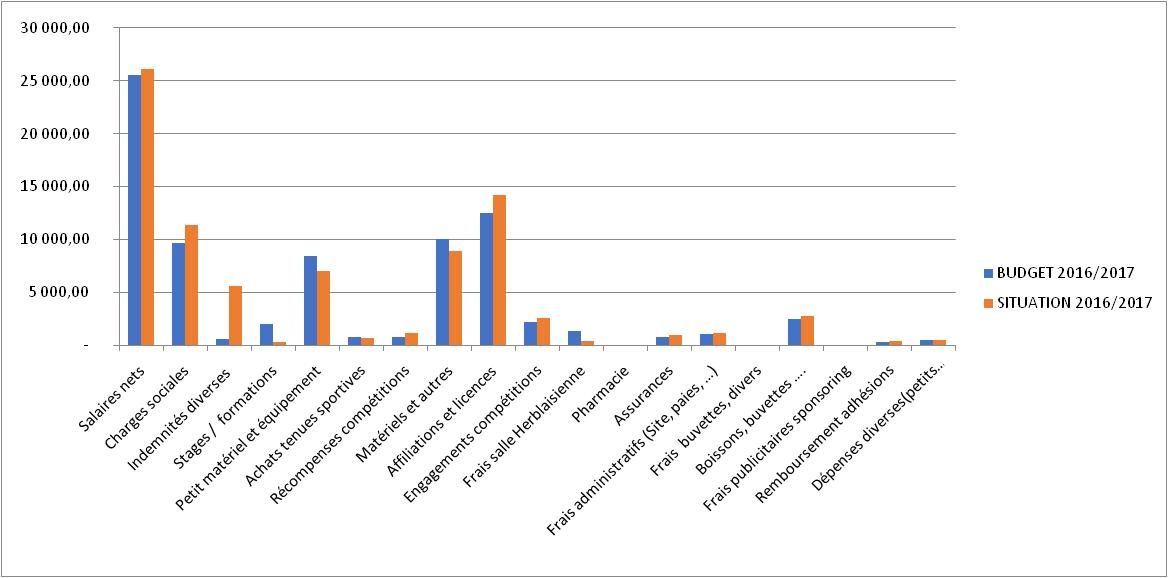 30 000,00
25 000,00
20 000,00
15 000,00
10 000,00
5 000,00
-
Salaires nets
Charges sociales
Indemnités diverses
Stages / formations
Petit matériel et équipement
Achats tenues sportives
Récompenses compétitions
Matériels et autres
Affiliations et licences
Engagements compétitions
Frais salle Herblaisienne
Pharmacie
Assurances
Frais administratifs (Site, paies, ...)
Frais buvettes, divers
Boissons, buvettes ....
Frais publicitaires sponsoring
Remboursement adhésions
Dépenses diverses(petits...
BUDGET 2016/2017
SITUATION 2016/2017